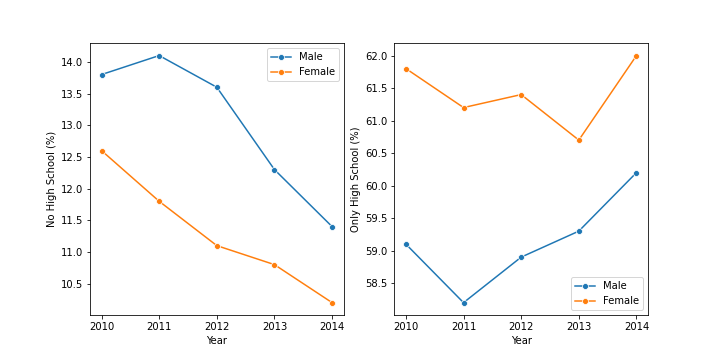 No High School (%)
14.0
13.5
13.0
12.5
12.0
11.5
11.0
10.5
2010 2011 2012 2013 2014
Year
Male
Female
Only High School (%)
62.0
61.5
61.0
60.5
60.0
59.5
59.0
58.5
2010 2011 2012 2013 2014
Year
Male
Female